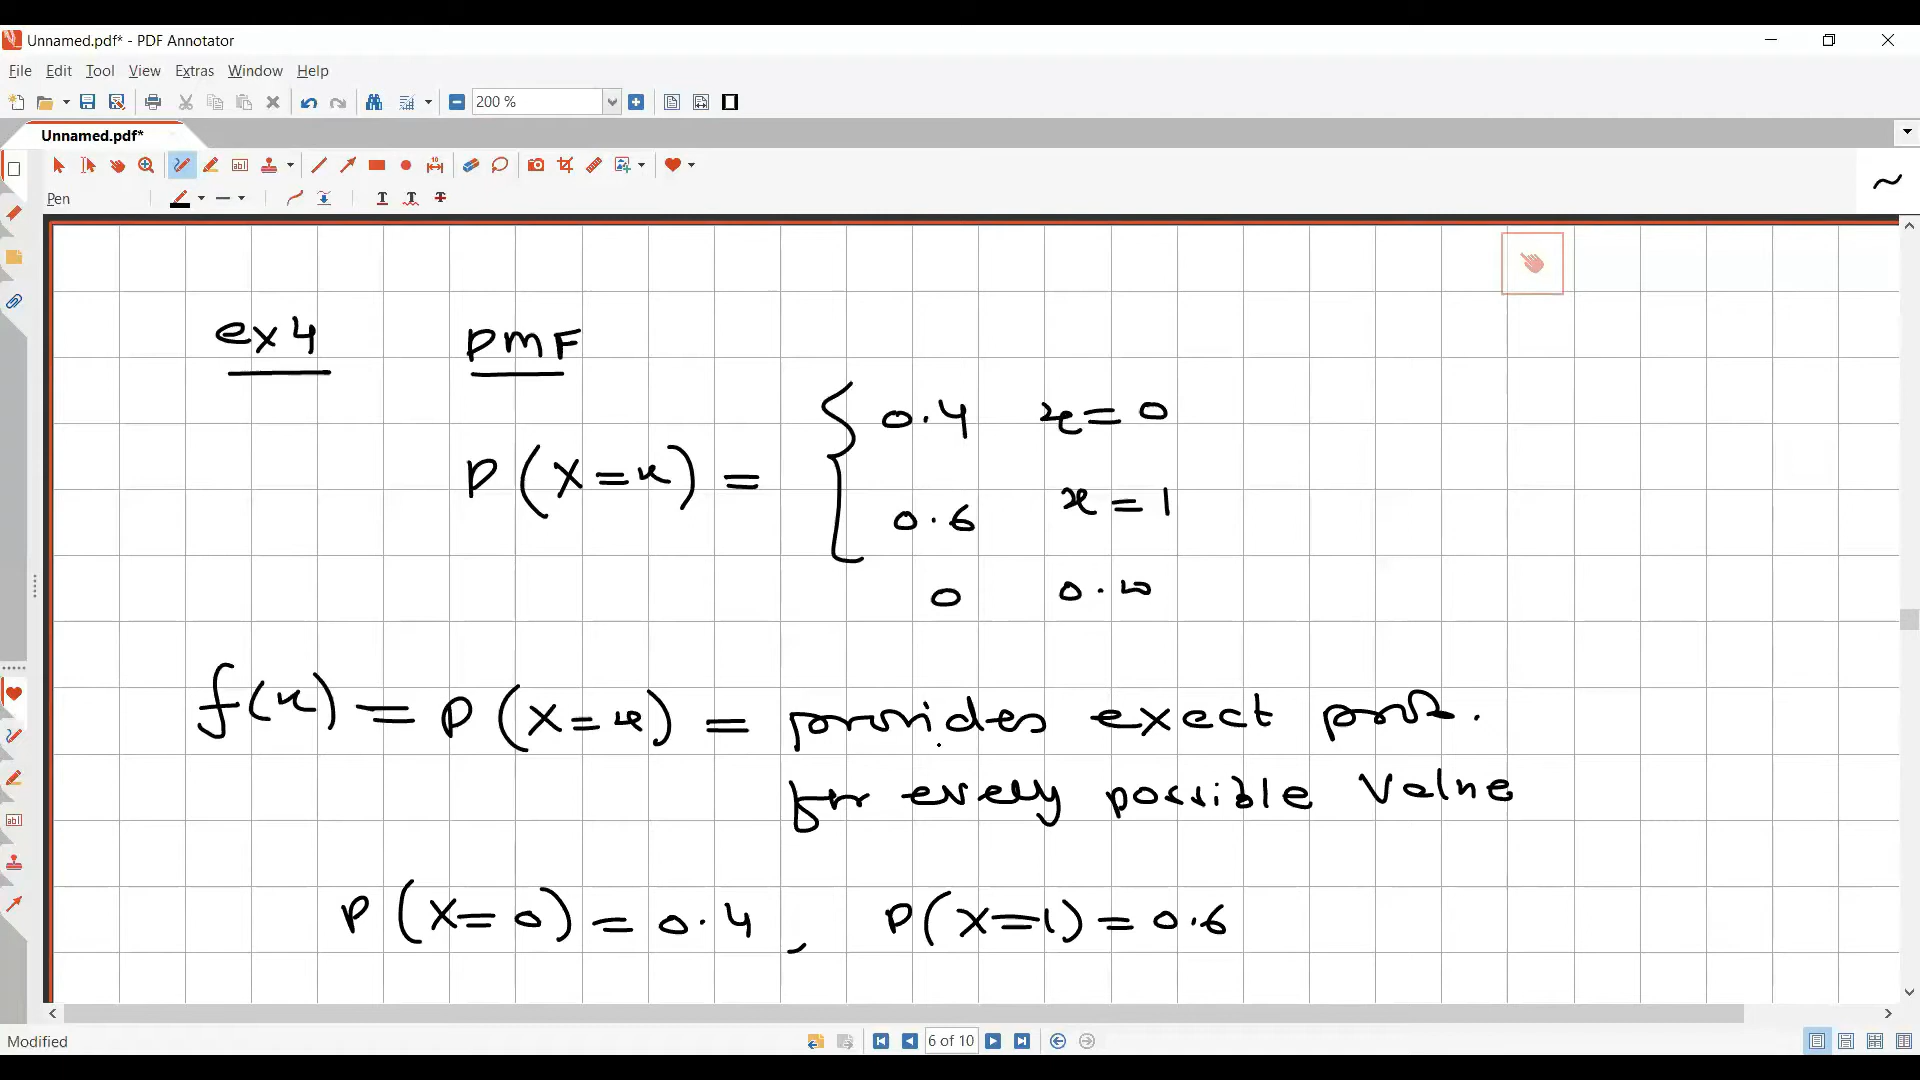 Unnamed.pdf* - PDF Annotator
File Edit Tool View Extras Window Help
200 %
Unnamed.pdf*
Pen
ex 4 PMF
P(X=x) = { 0.4 x=0
0.6 x=1
0 0.w
f(x) = P(X=x) = provides exect prob.
for every possible value
P(X=0) = 0.4, P(X=1) = 0.6
Modified 6 of 10